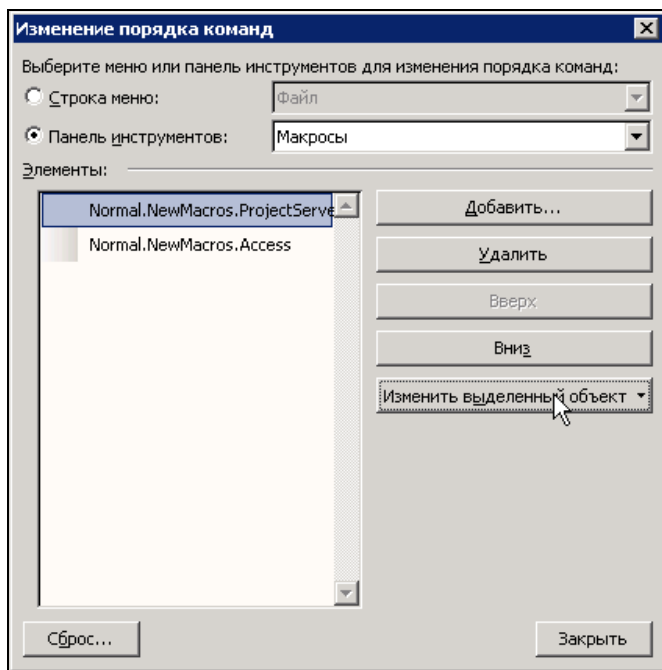 Изменение порядка команд
Выберите меню или панель инструментов для изменения порядка команд:
Строка меню: Файл
Панель инструментов: Макросы
Элементы:
Normal.NewMacros.ProjectServe
Normal.NewMacros.Access
Добавить...
Удалить
Вверх
Вниз
Изменить выделенный объект
Сброс...
Закрыть